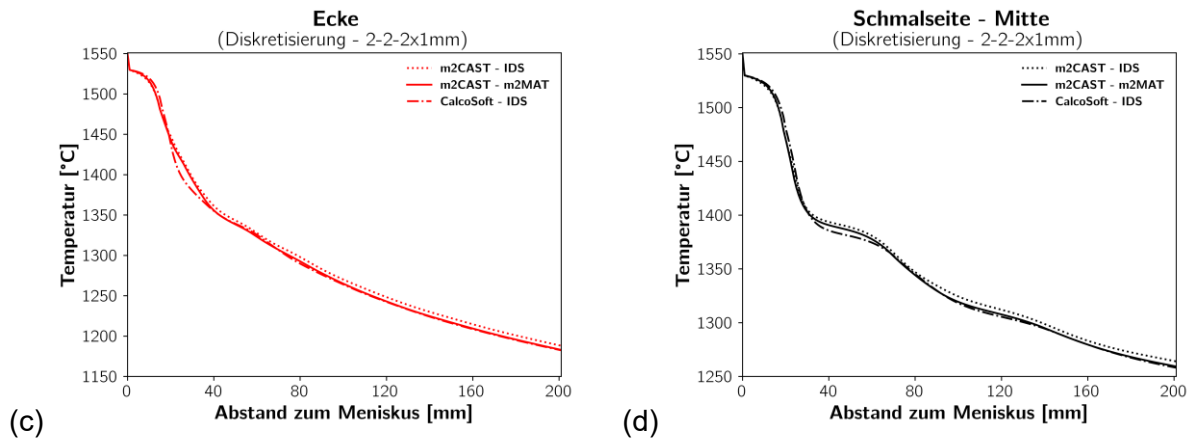 Ecke
(Diskretisierung - 2-2-2x1mm)
1550
1500
1450
1400
1350
1300
1250
1200
1150
Temperatur [°C]
m2CAST - IDS
m2CAST - m2MAT
CalcoSoft - IDS
0 40 80 120 160 200
Abstand zum Meniskus [mm]
(c)
Schmalseite - Mitte
(Diskretisierung - 2-2-2x1mm)
1550
1500
1450
1400
1350
1300
1250
Temperatur [°C]
m2CAST - IDS
m2CAST - m2MAT
CalcoSoft - IDS
0 40 80 120 160 200
Abstand zum Meniskus [mm]
(d)